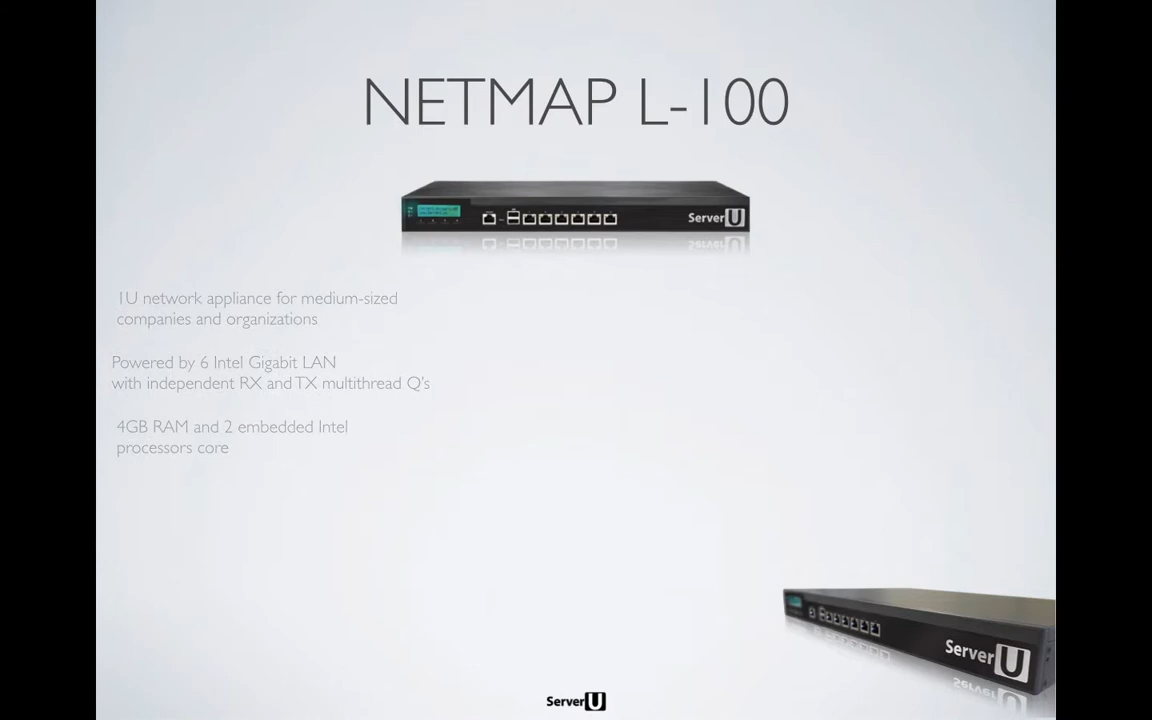 NETMAP L-100
Server U
1U network appliance for medium-sized
companies and organizations
Powered by 6 Intel Gigabit LAN
with independent RX and TX multithread Q's
4GB RAM and 2 embedded Intel
processors core
Server U
Server U